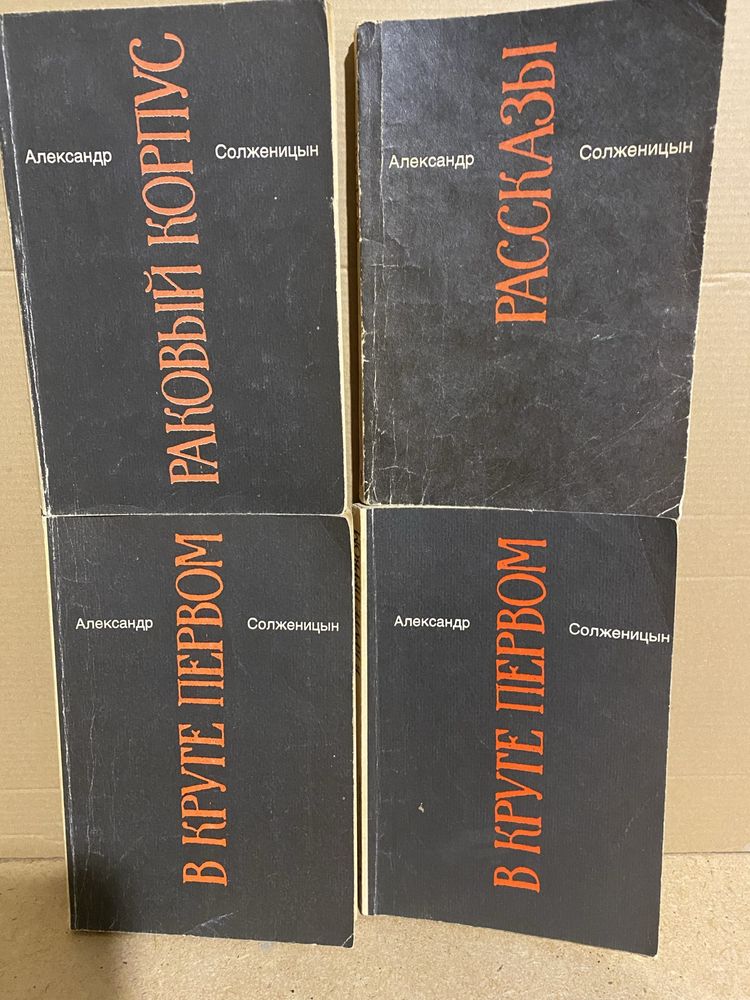 Александр Солженицын
РАКОВЫЙ КОРПУС
Александр Солженицын
РАССКАЗЫ
Александр Солженицын
В КРУГЕ ПЕРВОМ
Александр Солженицын
В КРУГЕ ПЕРВОМ